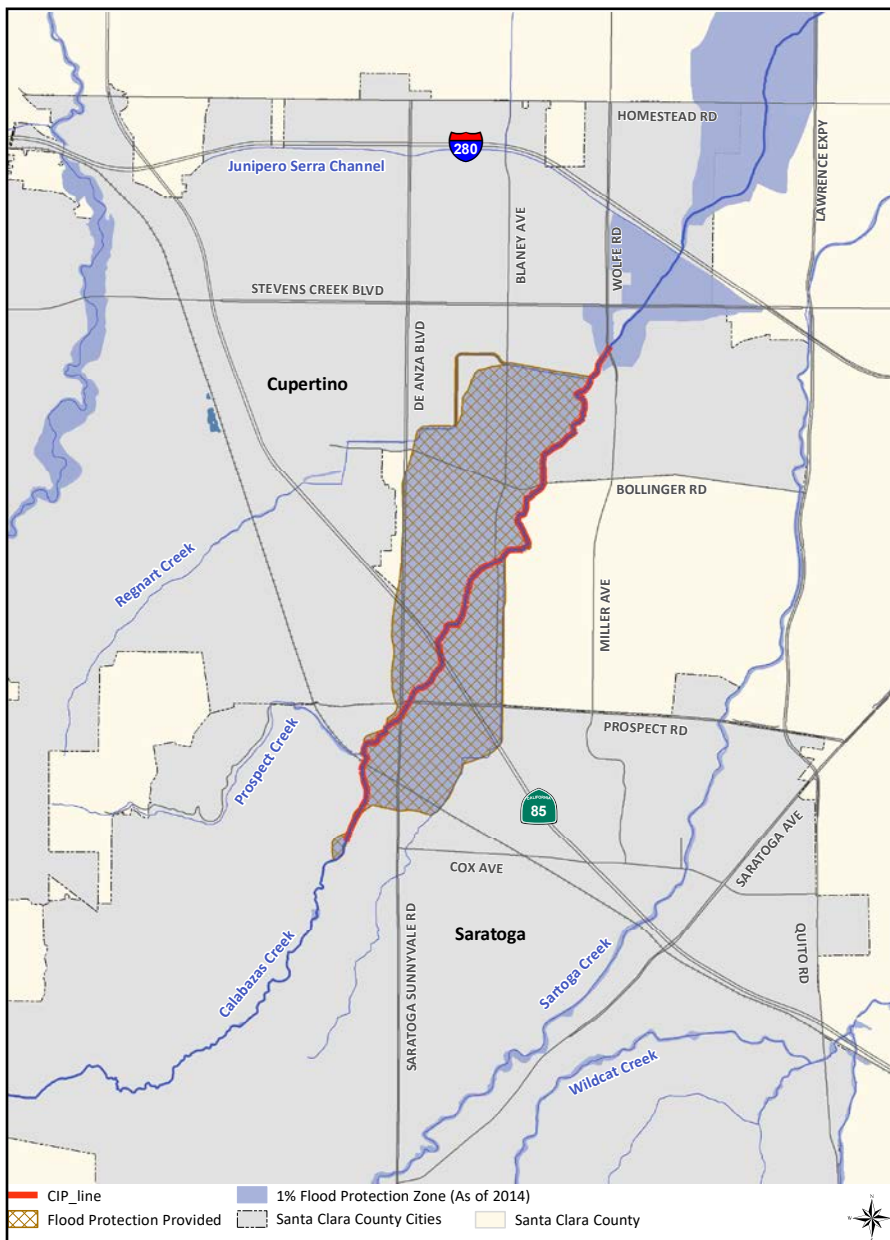 HOMESTEAD RD
280
Junipero Serra Channel
LAWRENCE EXPY
BLANEY AVE
WOLFE RD
STEVENS CREEK BLVD
DE ANZA BLVD
Cupertino
BOLLINGER RD
Regnart Creek
MILLER AVE
PROSPECT RD
Prospect Creek
CALIFORNIA
85
SARATOGA AVE
COX AVE
Saratoga
QUITO RD
SARATOGA SUNNYVALE RD
Calabazas Creek
Sartoga Creek
Wildcat Creek
CIP_line
1% Flood Protection Zone (As of 2014)
Flood Protection Provided
Santa Clara County Cities
Santa Clara County
N
W
E
S